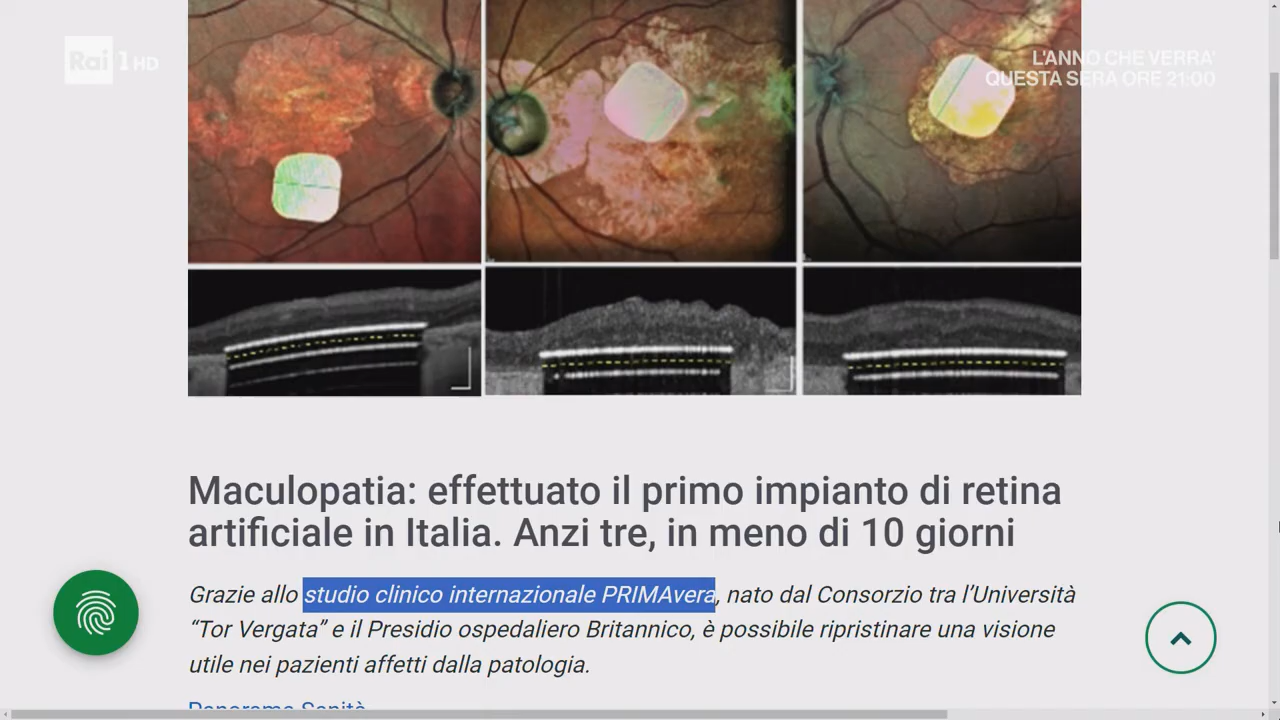 Rai 1 HD
L'ANNO CHE VERRA'
QUESTA SERA ORE 21:00
Maculopatia: effettuato il primo impianto di retina
artificiale in Italia. Anzi tre, in meno di 10 giorni
Grazie allo studio clinico internazionale PRIMAvera, nato dal Consorzio tra l’Università
“Tor Vergata” e il Presidio ospedaliero Britannico, è possibile ripristinare una visione
utile nei pazienti affetti dalla patologia.
Panorama Sanità